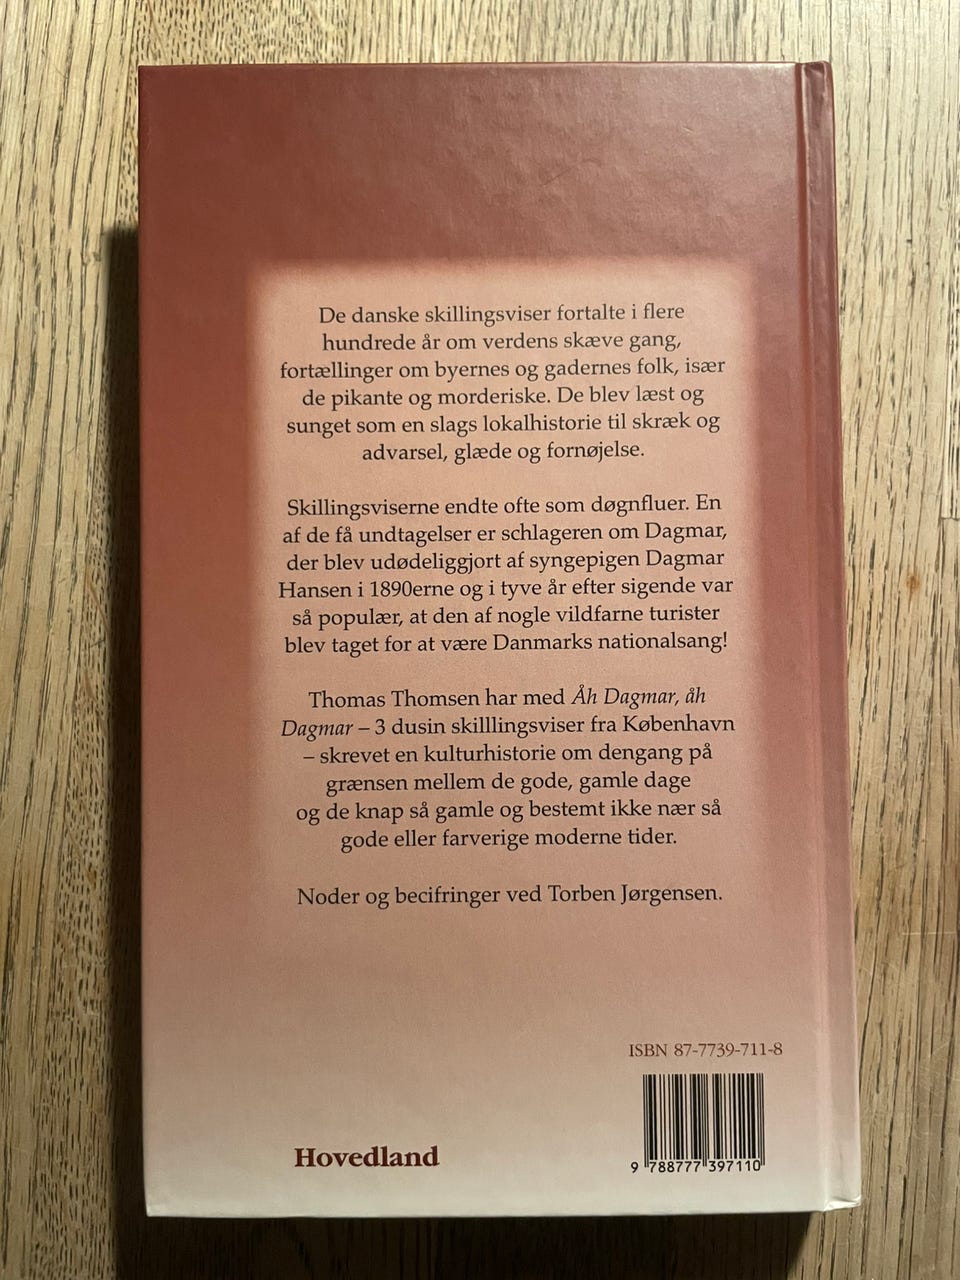 De danske skillingsviser fortalte i flere
hundrede år om verdens skæve gang,
fortællinger om byernes og gadernes folk, især
de pikante og morderiske. De blev læst og
sunget som en slags lokalhistorie til skræk og
advarsel, glæde og fornøjelse.
Skillingsviserne endte ofte som døgnfluer. En
af de få undtagelser er schlageren om Dagmar,
der blev udødeliggjort af syngepigen Dagmar
Hansen i 1890erne og i tyve år efter sigende var
så populær, at den af nogle vildfarne turister
blev taget for at være Danmarks nationalsang!
Thomas Thomsen har med Åh Dagmar, åh
Dagmar – 3 dusin skilllingsviser fra København
– skrevet en kulturhistorie om dengang på
grænsen mellem de gode, gamle dage
og de knap så gamle og bestemt ikke nær så
gode eller farverige moderne tider.
Noder og becifringer ved Torben Jørgensen.
ISBN 87-7739-711-8
Hovedland
9 788777 397110